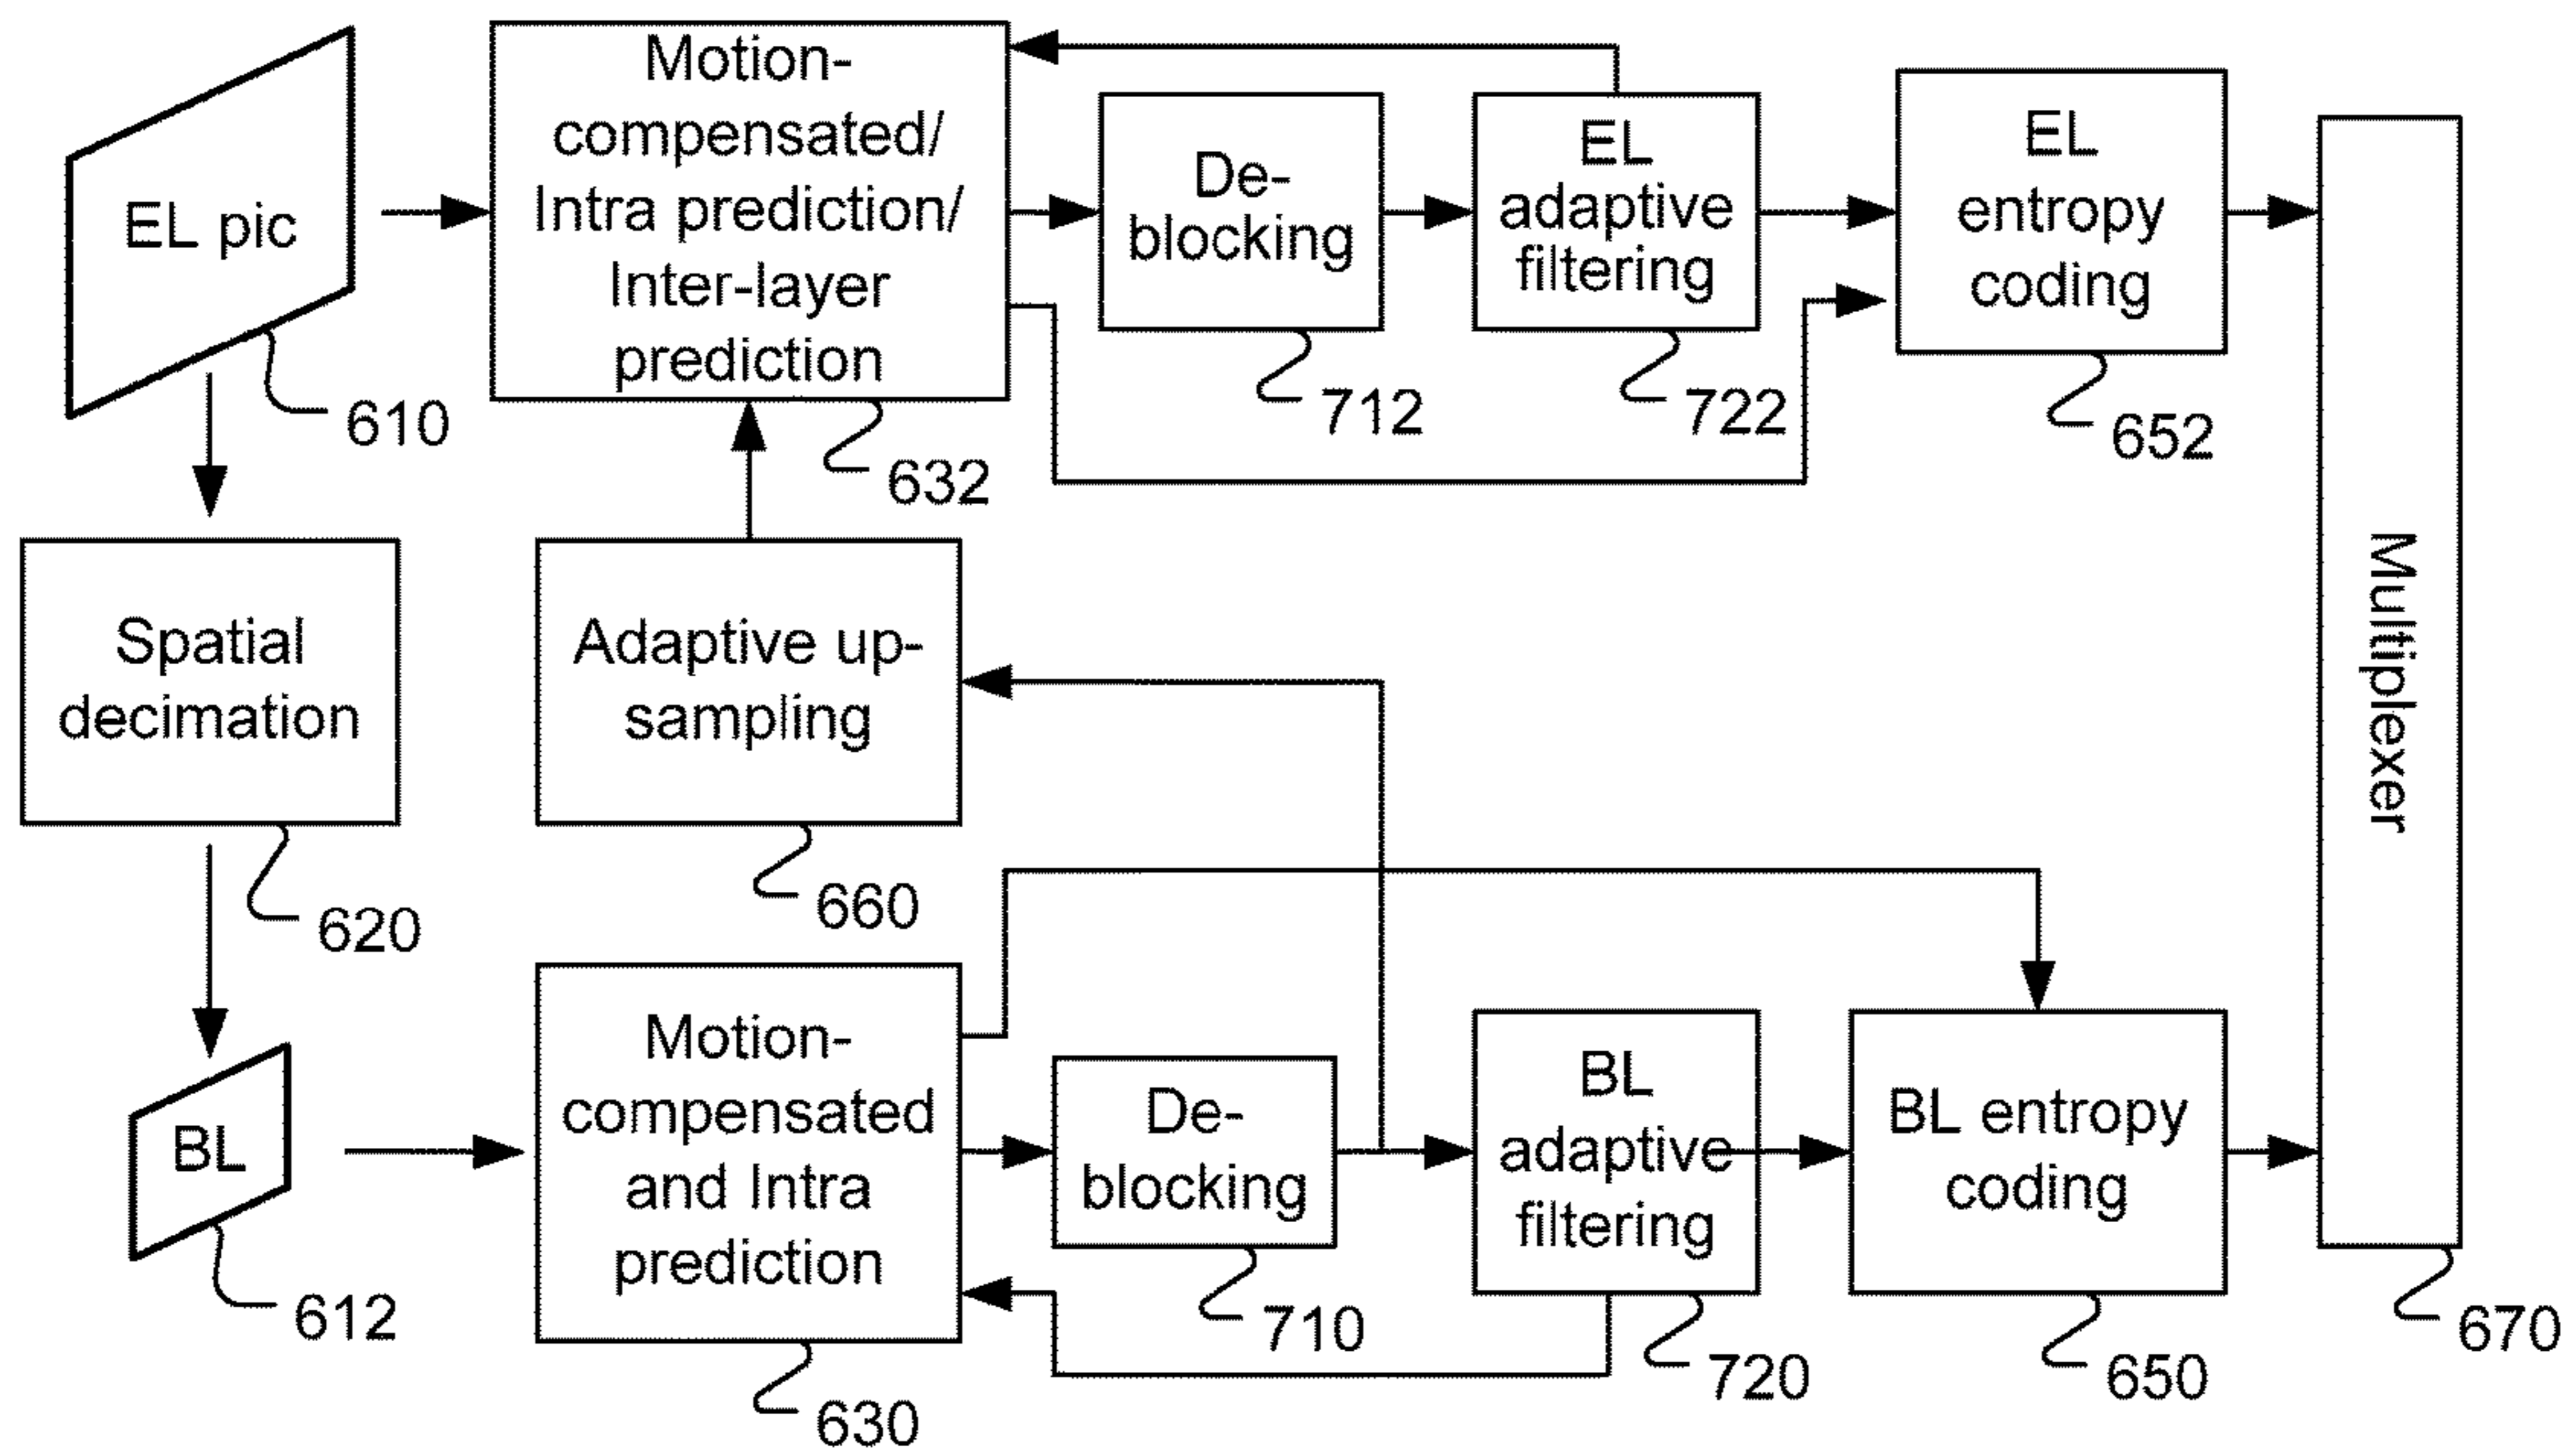 EL pic
610
Motion-
compensated/
Intra prediction/
Inter-layer
prediction
632
De-
blocking
712
EL
adaptive
filtering
722
EL
entropy
coding
652
Multiplexer
670
Spatial
decimation
620
Adaptive up-
sampling
660
BL
612
Motion-
compensated
and Intra
prediction
630
De-
blocking
710
BL
adaptive
filtering
720
BL entropy
coding
650